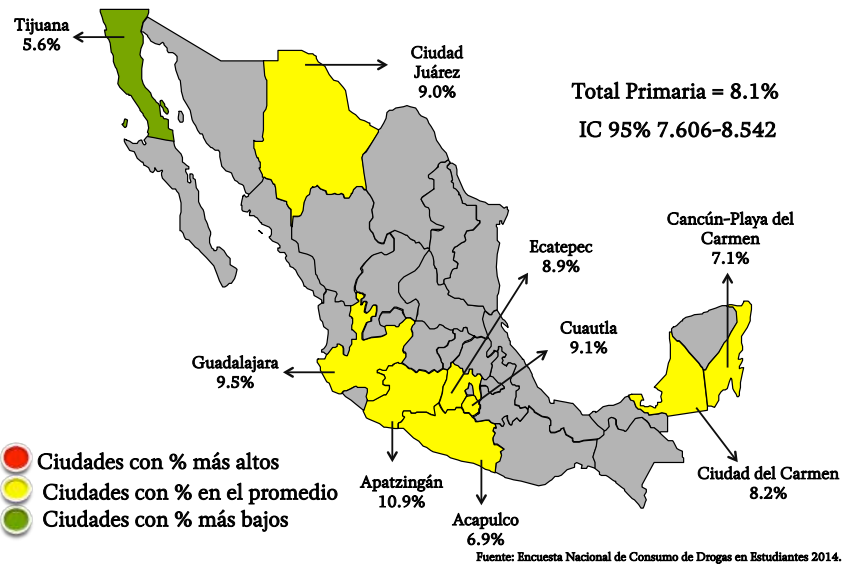 Tijuana
5.6%
Ciudad
Juárez
9.0%
Total Primaria = 8.1%
IC 95% 7.606-8.542
Cancún-Playa del
Carmen
7.1%
Ecatepec
8.9%
Cuautla
9.1%
Guadalajara
9.5%
Ciudades con % más altos
Ciudades con % en el promedio
Ciudades con % más bajos
Apatzingán
10.9%
Acapulco
6.9%
Ciudad del Carmen
8.2%
Fuente: Encuesta Nacional de Consumo de Drogas en Estudiantes 2014.